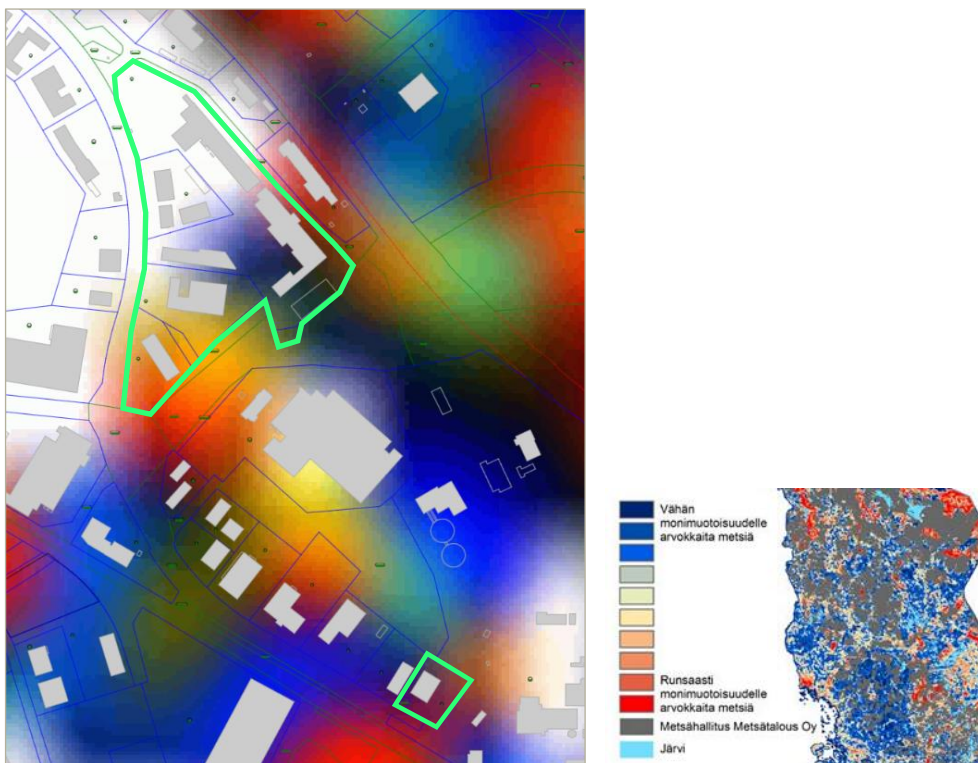 Vähän
monimuotoisuudelle
arvokkaita metsiä
Runsaasti
monimuotoisuudelle
arvokkaita metsiä
Metsähallitus Metsätalous Oy
Järvi